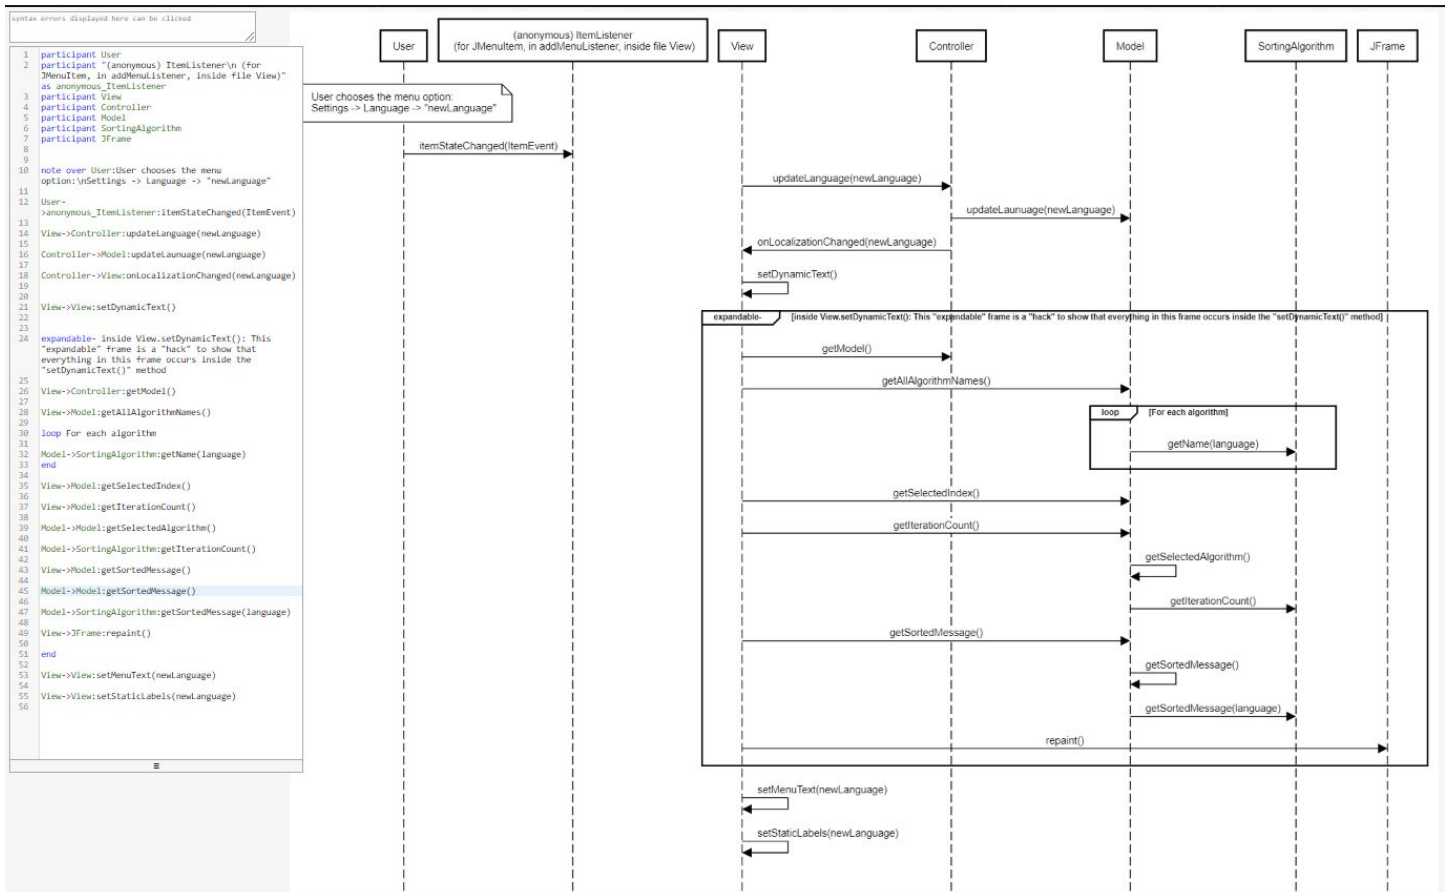 syntax errors displayed here can be clicked
1 participant User
2 participant "(anonymous) ItemListener\n (for
JMenuItem, in addMenuListener, inside file View)"
as anonymous_ItemListener
3 participant View
4 participant Controller
5 participant Model
6 participant SortingAlgorithm
7 participant JFrame
8
9
10 note over User:User chooses the menu
option:\nSettings -> Language -> "newLanguage"
11
12 User-
>anonymous_ItemListener:itemStateChanged(ItemEvent)
13
14 View->Controller:updateLanguage(newLanguage)
15
16 Controller->Model:updateLaunuage(newLanguage)
17
18 Controller->View:onLocalizationChanged(newLanguage)
19
20
21 View->View:setDynamicText()
22
23
24 expandable- inside View.setDynamicText(): This
"expandable" frame is a "hack" to show that
everything in this frame occurs inside the
"setDynamicText()" method
25
26 View->Controller:getModel()
27
28 View->Model:getAllAlgorithmNames()
29
30 loop For each algorithm
31
32 Model->SortingAlgorithm:getName(language)
33 end
34
35 View->Model:getSelectedIndex()
36
37 View->Model:getIterationCount()
38
39 Model->Model:getSelectedAlgorithm()
40
41 Model->SortingAlgorithm:getIterationCount()
42
43 View->Model:getSortedMessage()
44
45 Model->Model:getSortedMessage()
46
47 Model->SortingAlgorithm:getSortedMessage(language)
48
49 View->JFrame:repaint()
50
51 end
52
53 View->View:setMenuText(newLanguage)
54
55 View->View:setStaticLabels(newLanguage)
56
User
(anonymous) ItemListener
(for JMenuItem, in addMenuListener, inside file View)
View
Controller
Model
SortingAlgorithm
JFrame
User chooses the menu option:
Settings -> Language -> "newLanguage"
itemStateChanged(ItemEvent)
updateLanguage(newLanguage)
updateLaunuage(newLanguage)
onLocalizationChanged(newLanguage)
setDynamicText()
expandable- [inside View.setDynamicText(): This "expandable" frame is a "hack" to show that everything in this frame occurs inside the "setDynamicText()" method]
getModel()
getAllAlgorithmNames()
loop [For each algorithm]
getName(language)
getSelectedIndex()
getIterationCount()
getSelectedAlgorithm()
getIterationCount()
getSortedMessage()
getSortedMessage()
getSortedMessage(language)
repaint()
setMenuText(newLanguage)
setStaticLabels(newLanguage)